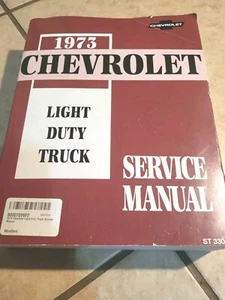 1973
CHEVROLET
CHEVROLET
LIGHT
DUTY
TRUCK
SERVICE
MANUAL
ST 330